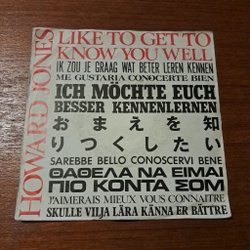 HOWARD JONES
LIKE TO GET TO
KNOW YOU WELL
IK ZOU JE GRAAG WAT BETER LEREN KENNEN
ME GUSTARIA CONOCERTE BIEN
ICH MÖCHTE EUCH
BESSER KENNENLERNEN
おまえを知
りつくしたい
SAREBBE BELLO CONOSCERVI BENE
ΘΑΘΕΛΑ ΝΑ ΕΙΜΑΙ
ΠΙΟ ΚΟΝΤΑ ΣΟΜ
J'AIMERAIS MIEUX VOUS CONNAITRE
SKULLE VILJA LÄRA KÄNNA ER BÄTTRE